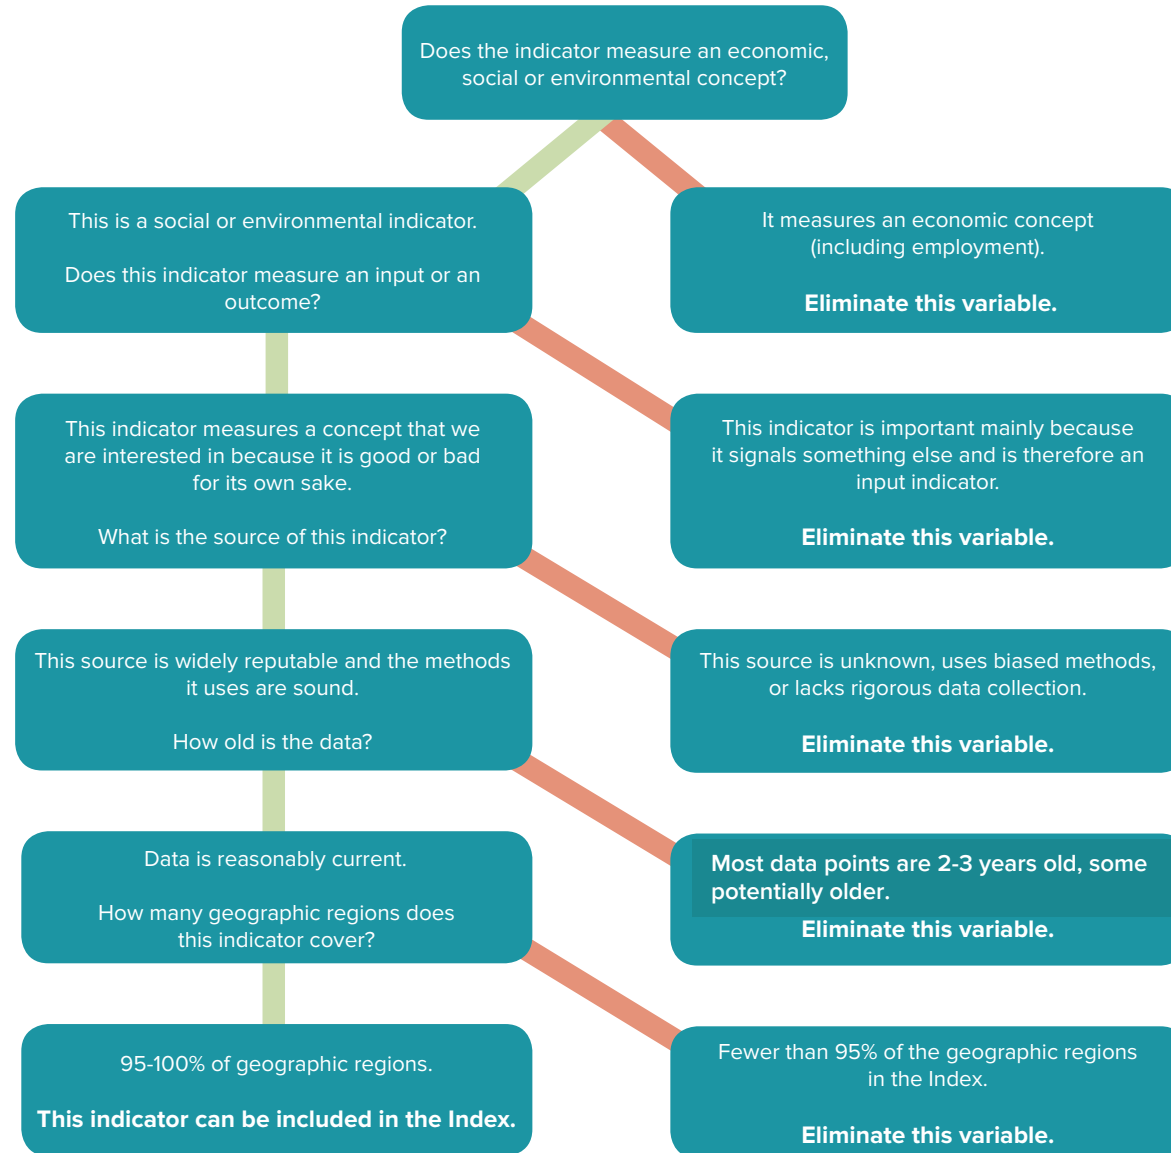 Does the indicator measure an economic,
social or environmental concept?
This is a social or environmental indicator.
Does this indicator measure an input or an
outcome?
It measures an economic concept
(including employment).
Eliminate this variable.
This indicator measures a concept that we
are interested in because it is good or bad
for its own sake.
What is the source of this indicator?
This indicator is important mainly because
it signals something else and is therefore an
input indicator.
Eliminate this variable.
This source is widely reputable and the methods
it uses are sound.
How old is the data?
This source is unknown, uses biased methods,
or lacks rigorous data collection.
Eliminate this variable.
Data is reasonably current.
How many geographic regions does
this indicator cover?
Most data points are 2-3 years old, some
potentially older.
Eliminate this variable.
95-100% of geographic regions.
This indicator can be included in the Index.
Fewer than 95% of the geographic regions
in the Index.
Eliminate this variable.